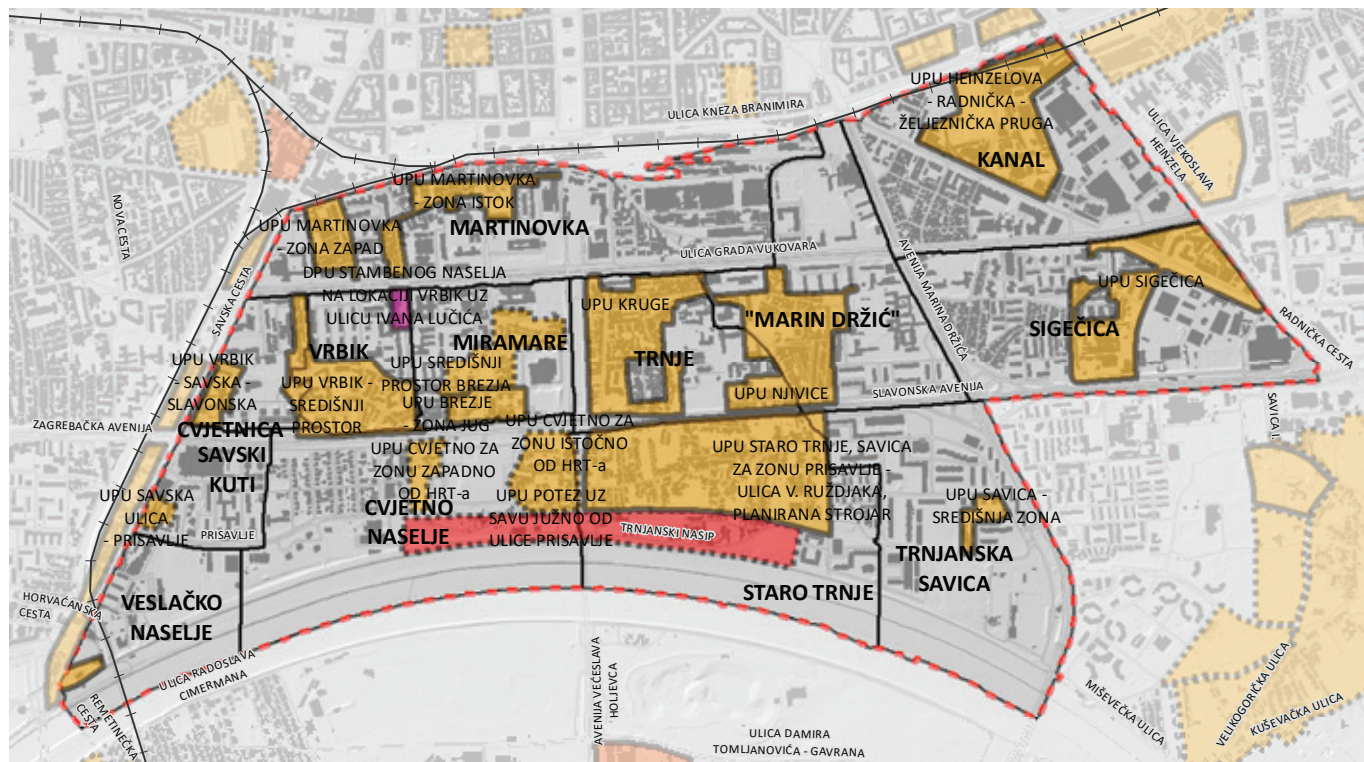 UPU HEINZELOVA
- RADNIČKA -
ŽELJEZNIČKA PRUGA
KANAL
ULICA KNEZA BRANIMIRA
ULICA VJEKOSLAVA
HEINZELA
UPU MARTINOVKA
- ZONA ISTOK
MARTINOVKA
UPU MARTINOVKA
- ZONA ZAPAD
NOVA CESTA
ULICA GRADA VUKOVARA
DPU STAMBENOG NASELJA
NA LOKACIJI VRBIK UZ
ULICU IVANA LUČIĆA
SAVSKA CESTA
UPU KRUGE
AVENIJA MARINA DRŽIĆA
UPU SIGEČICA
SIGEČICA
RADNIČKA CESTA
VRBIK
MIRAMARE
TRNJE
"MARIN DRŽIĆ"
UPU VRBIK
- SAVSKA -
SLAVONSKA
UPU VRBIK -
SREDIŠNJI
PROSTOR
UPU SREDIŠNJI
PROSTOR BREZJA
UPU BREZJE
- ZONA JUG
UPU NJIVICE
SLAVONSKA AVENIJA
SAVICA I.
ZAGREBAČKA AVENIJA
CVJETNICA
SAVSKI
KUTI
UPU CVJETNO ZA
ZONU ZAPADNO
OD HRT-a
UPU CVJETNO ZA
ZONU ISTOČNO
OD HRT-a
UPU STARO TRNJE, SAVICA
ZA ZONU PRISAVLJE -
ULICA V. RUŽDJAKA,
PLANIRANA STROJAR
UPU SAVSKA
ULICA
- PRISAVLJE
PRISAVLJE
CVJETNO
NASELJE
UPU POTEZ UZ
SAVU JUŽNO OD
ULICE PRISAVLJE
TRNJANSKI NASIP
UPU SAVICA -
SREDIŠNJA ZONA
TRNJANSKA
SAVICA
STARO TRNJE
VESLAČKO
NASELJE
HORVAĆANSKA
CESTA
ULICA RADOSLAVA
CIMERMANA
REMETINEČKA
CESTA
AVENIJA VEĆESLAVA
HOLJEVCA
MIŠEVEČKA ULICA
VELIKOGORIČKA ULICA
KUŠEVAČKA ULICA
ULICA DAMIRA
TOMLJANOVIĆA - GAVRANA